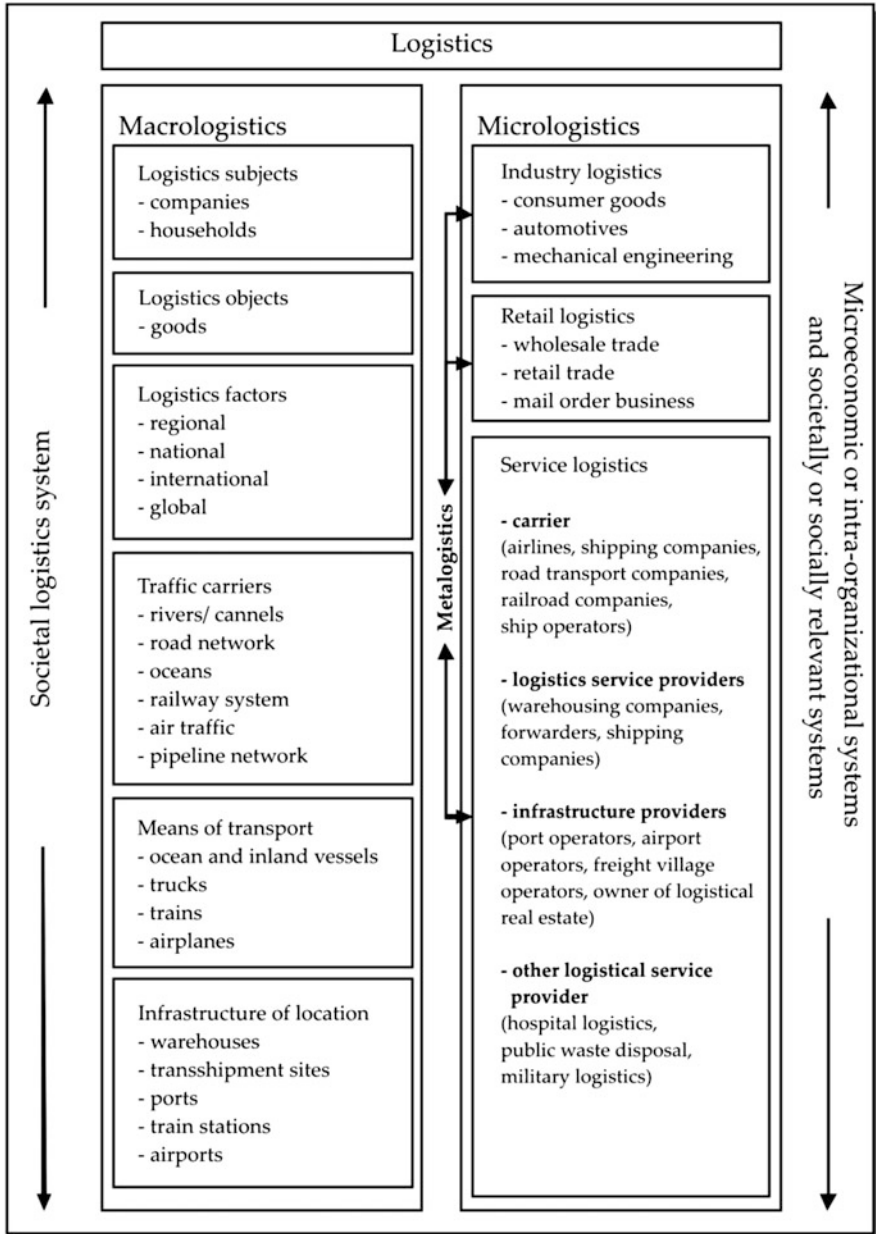 Logistics
Societal logistics system
Macrologistics
Logistics subjects
- companies
- households
Logistics objects
- goods
Logistics factors
- regional
- national
- international
- global
Traffic carriers
- rivers/ cannels
- road network
- oceans
- railway system
- air traffic
- pipeline network
Means of transport
- ocean and inland vessels
- trucks
- trains
- airplanes
Infrastructure of location
- warehouses
- transshipment sites
- ports
- train stations
- airports
Metalogistics
Micrologistics
Industry logistics
- consumer goods
- automotives
- mechanical engineering
Retail logistics
- wholesale trade
- retail trade
- mail order business
Service logistics
- carrier
(airlines, shipping companies,
road transport companies,
railroad companies,
ship operators)
- logistics service providers
(warehousing companies,
forwarders, shipping
companies)
- infrastructure providers
(port operators, airport
operators, freight village
operators, owner of logistical
real estate)
- other logistical service
provider
(hospital logistics,
public waste disposal,
military logistics)
Microeconomic or intra-organizational systems
and societally or socially relevant systems